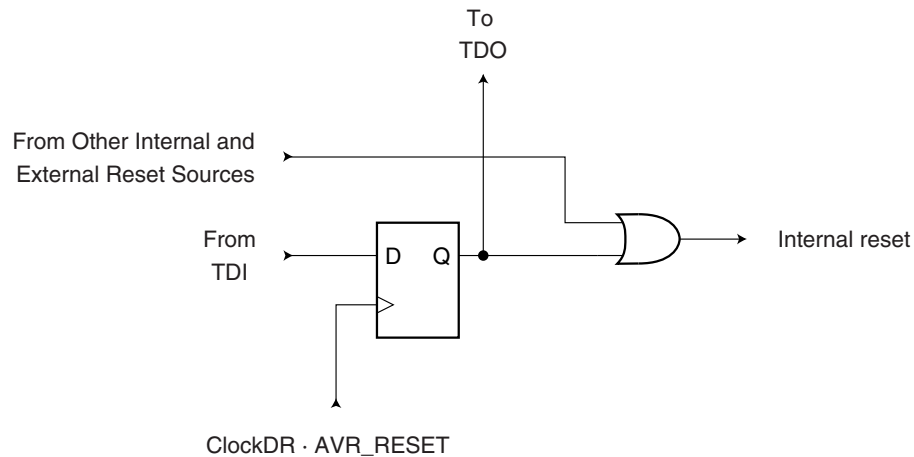 To
TDO
From Other Internal and
External Reset Sources
From
TDI
D Q
Internal reset
ClockDR · AVR_RESET